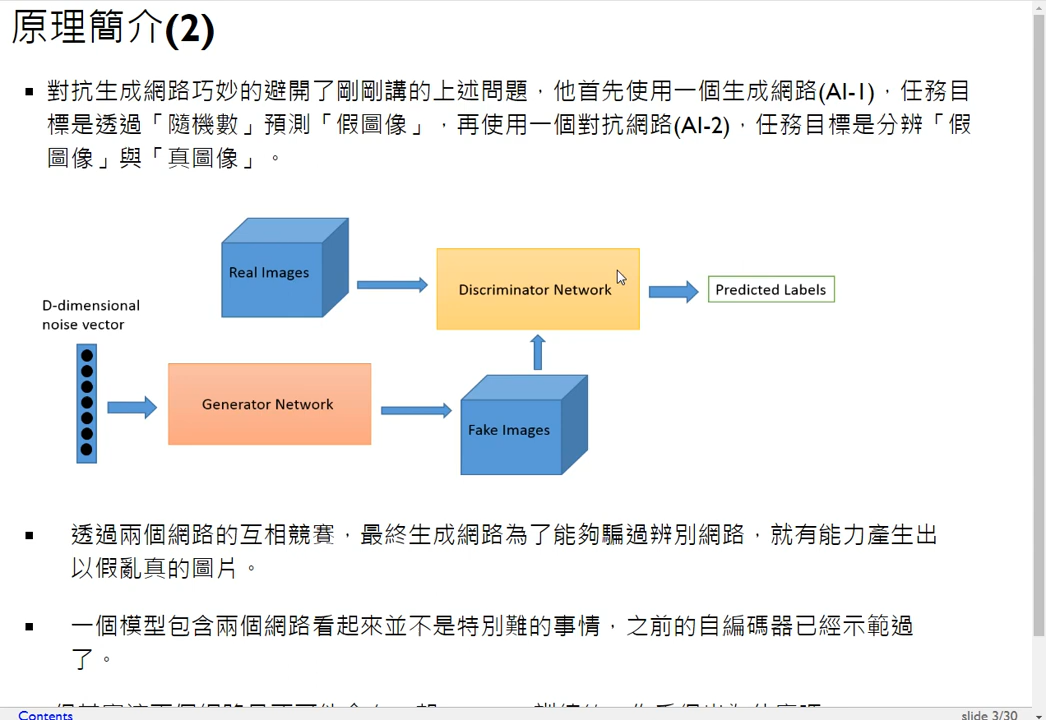 原理簡介(2)
對抗生成網路巧妙的避開了剛剛講的上述問題，他首先使用一個生成網路(AI-1)，任務目
標是透過「隨機數」預測「假圖像」，再使用一個對抗網路(AI-2)，任務目標是分辨「假
圖像」與「真圖像」。
Real Images
Discriminator Network
Predicted Labels
D-dimensional
noise vector
Generator Network
Fake Images
透過兩個網路的互相競賽，最終生成網路為了能夠騙過辨別網路，就有能力產生出
以假亂真的圖片。
一個模型包含兩個網路看起來並不是特別難的事情，之前的自編碼器已經示範過
了。
Contents
slide 3/30